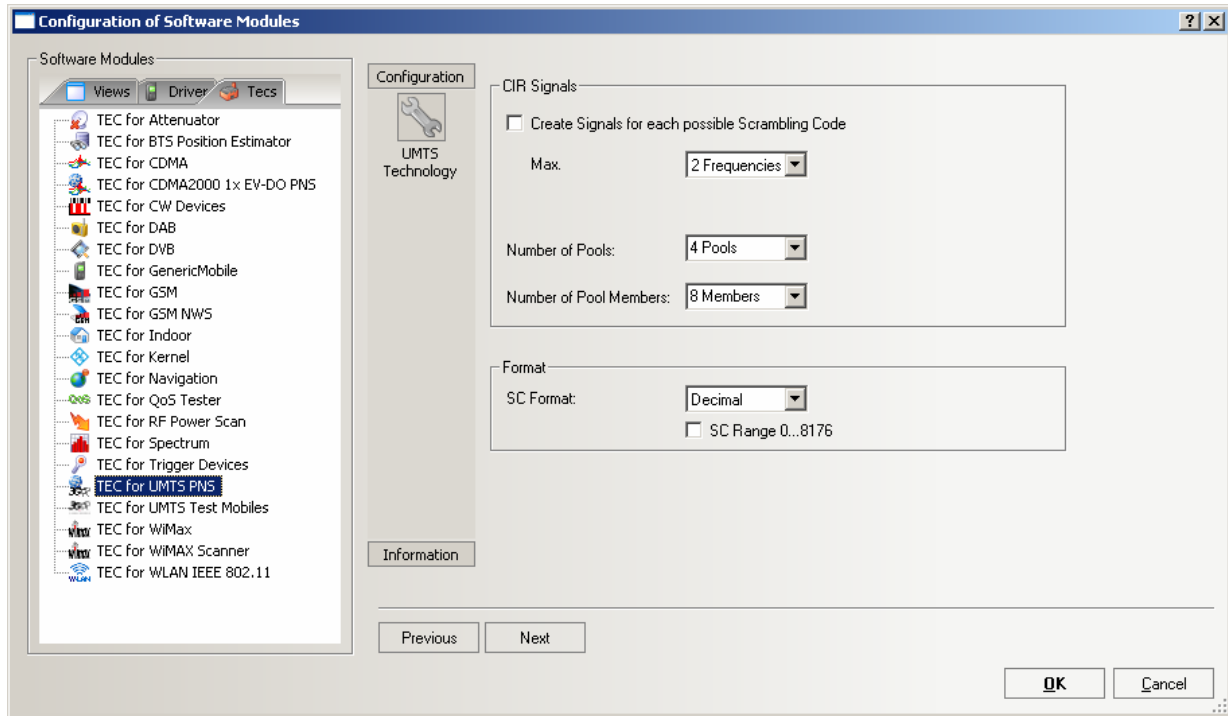 Configuration of Software Modules
Software Modules
Views Driver Tecs
TEC for Attenuator
TEC for BTS Position Estimator
TEC for CDMA
TEC for CDMA2000 1x EV-DO PNS
TEC for CW Devices
TEC for DAB
TEC for DVB
TEC for GenericMobile
TEC for GSM
TEC for GSM NWS
TEC for Indoor
TEC for Kernel
TEC for Navigation
TEC for QoS Tester
TEC for RF Power Scan
TEC for Spectrum
TEC for Trigger Devices
TEC for UMTS PNS
TEC for UMTS Test Mobiles
TEC for WiMax
TEC for WiMAX Scanner
TEC for WLAN IEEE 802.11
Configuration
UMTS
Technology
Information
CIR Signals
Create Signals for each possible Scrambling Code
Max. 2 Frequencies
Number of Pools: 4 Pools
Number of Pool Members: 8 Members
Format
SC Format: Decimal
SC Range 0...8176
Previous Next
OK Cancel